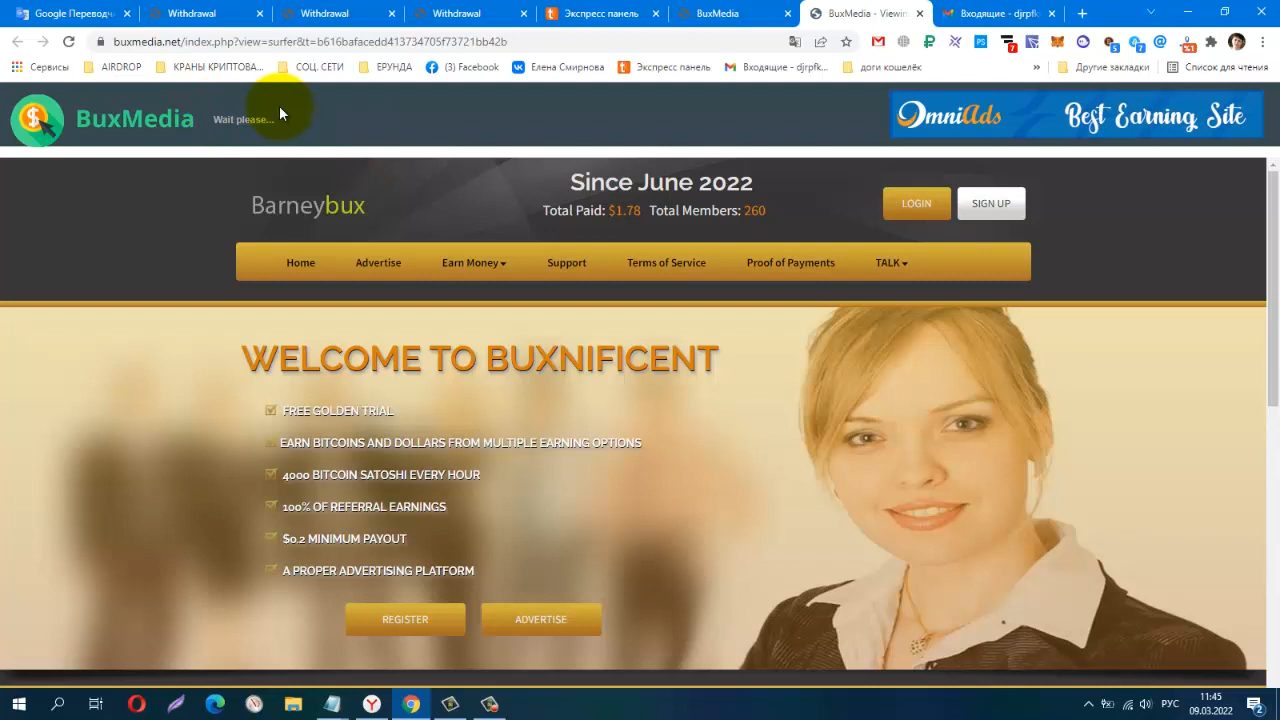 Google Переводч
Withdrawal
Withdrawal
Withdrawal
Экспресс панель
BuxMedia
BuxMedia - Viewin
Входящие - djrpfk
buxmedia.net/index.php?view=surfer&t=b616bafacedd413734705f73721bb42b
Сервисы
AIRDROP
КРАНЫ КРИПТОВА...
СОЦ. СЕТИ
ЕРУНДА
(3) Facebook
Елена Смирнова
Экспресс панель
Входящие - djrpfk...
доги кошелёк
»
Другие закладки
Список для чтения
BuxMedia
Wait please...
OmniAds
Best Earning Site
Barneybux
Since June 2022
Total Paid: $1.78 Total Members: 260
LOGIN
SIGN UP
Home
Advertise
Earn Money
Support
Terms of Service
Proof of Payments
TALK
WELCOME TO BUXNIFICENT
FREE GOLDEN TRIAL
EARN BITCOINS AND DOLLARS FROM MULTIPLE EARNING OPTIONS
4000 BITCOIN SATOSHI EVERY HOUR
100% OF REFERRAL EARNINGS
$0.2 MINIMUM PAYOUT
A PROPER ADVERTISING PLATFORM
REGISTER
ADVERTISE
РУС
11:45
09.03.2022
2